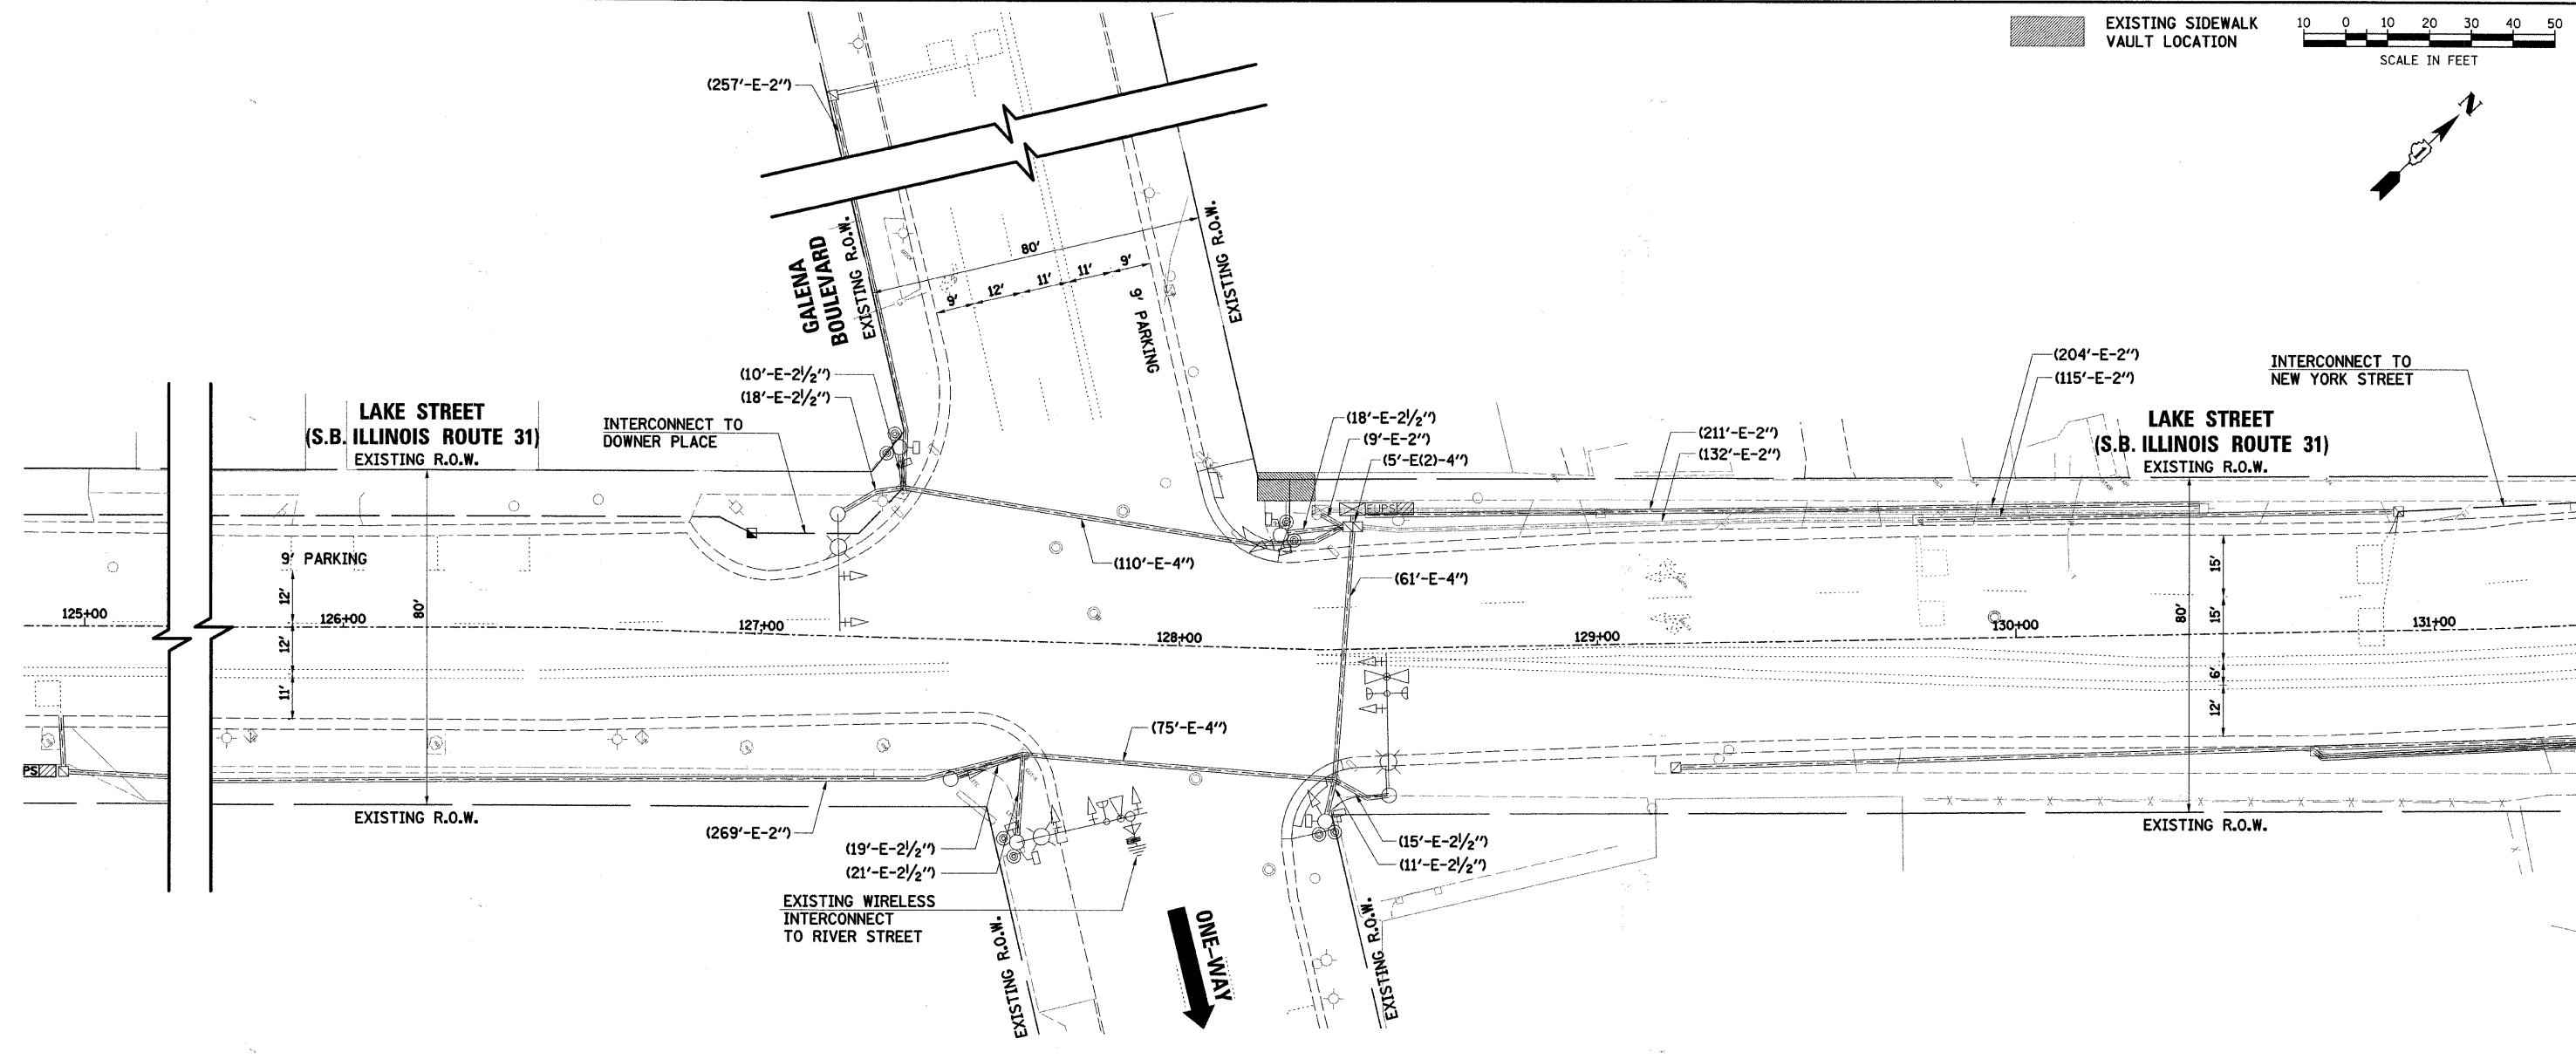 EXISTING SIDEWALK
VAULT LOCATION
10 0 10 20 30 40 50
SCALE IN FEET
N
1
(257'-E-2")
GALENA
BOULEVARD
EXISTING R.O.W.
80'
9' 12' 11' 11' 9'
9' PARKING
EXISTING R.O.W.
(10'-E-2½")
(18'-E-2½")
INTERCONNECT TO
DOWNER PLACE
LAKE STREET
(S.B. ILLINOIS ROUTE 31)
EXISTING R.O.W.
(18'-E-2½")
(9'-E-2")
(5'-E(2)-4")
(211'-E-2")
(132'-E-2")
(204'-E-2")
(115'-E-2")
INTERCONNECT TO
NEW YORK STREET
LAKE STREET
(S.B. ILLINOIS ROUTE 31)
EXISTING R.O.W.
EUPS
9' PARKING
12'
12'
11'
80'
(110'-E-4")
(61'-E-4")
15'
15'
6'
12'
80'
125+00
126+00
127+00
128+00
129+00
130+00
131+00
(75'-E-4")
PS
EXISTING R.O.W.
(269'-E-2")
(19'-E-2½")
(21'-E-2½")
(15'-E-2½")
(11'-E-2½")
EXISTING R.O.W.
EXISTING WIRELESS
INTERCONNECT
TO RIVER STREET
EXISTING R.O.W.
ONE-WAY
EXISTING R.O.W.